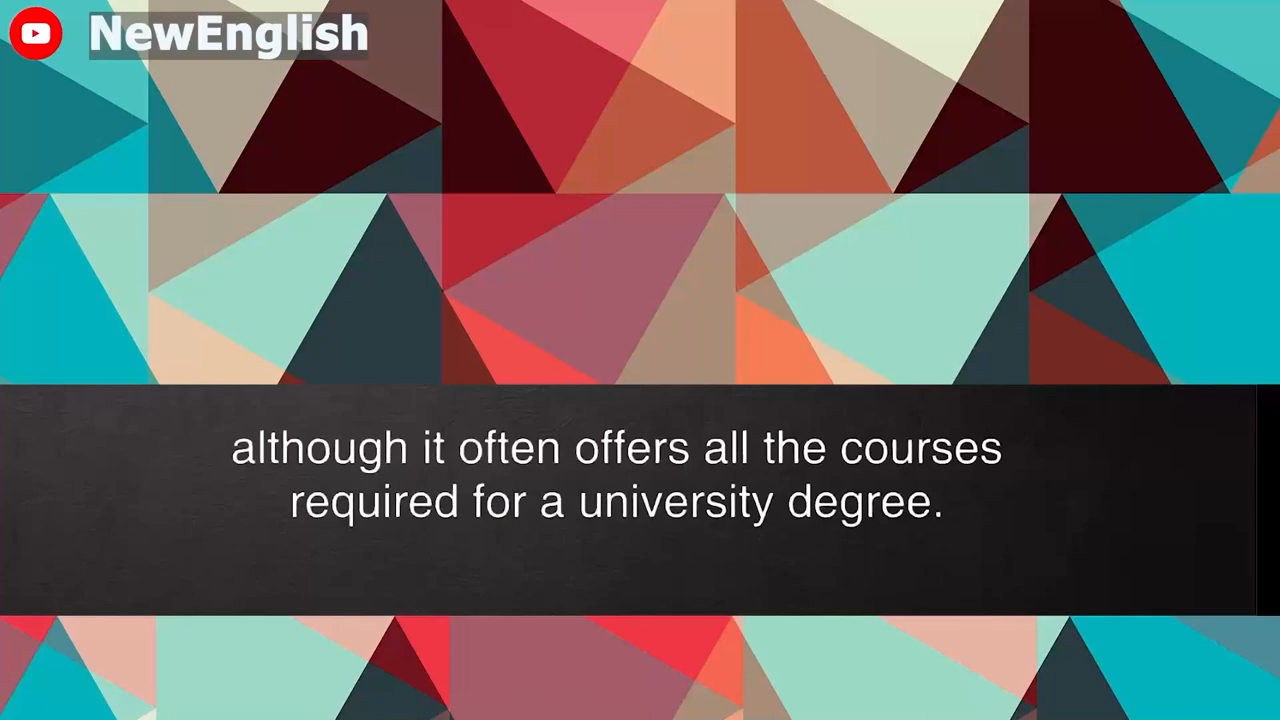 NewEnglish
although it often offers all the courses
required for a university degree.